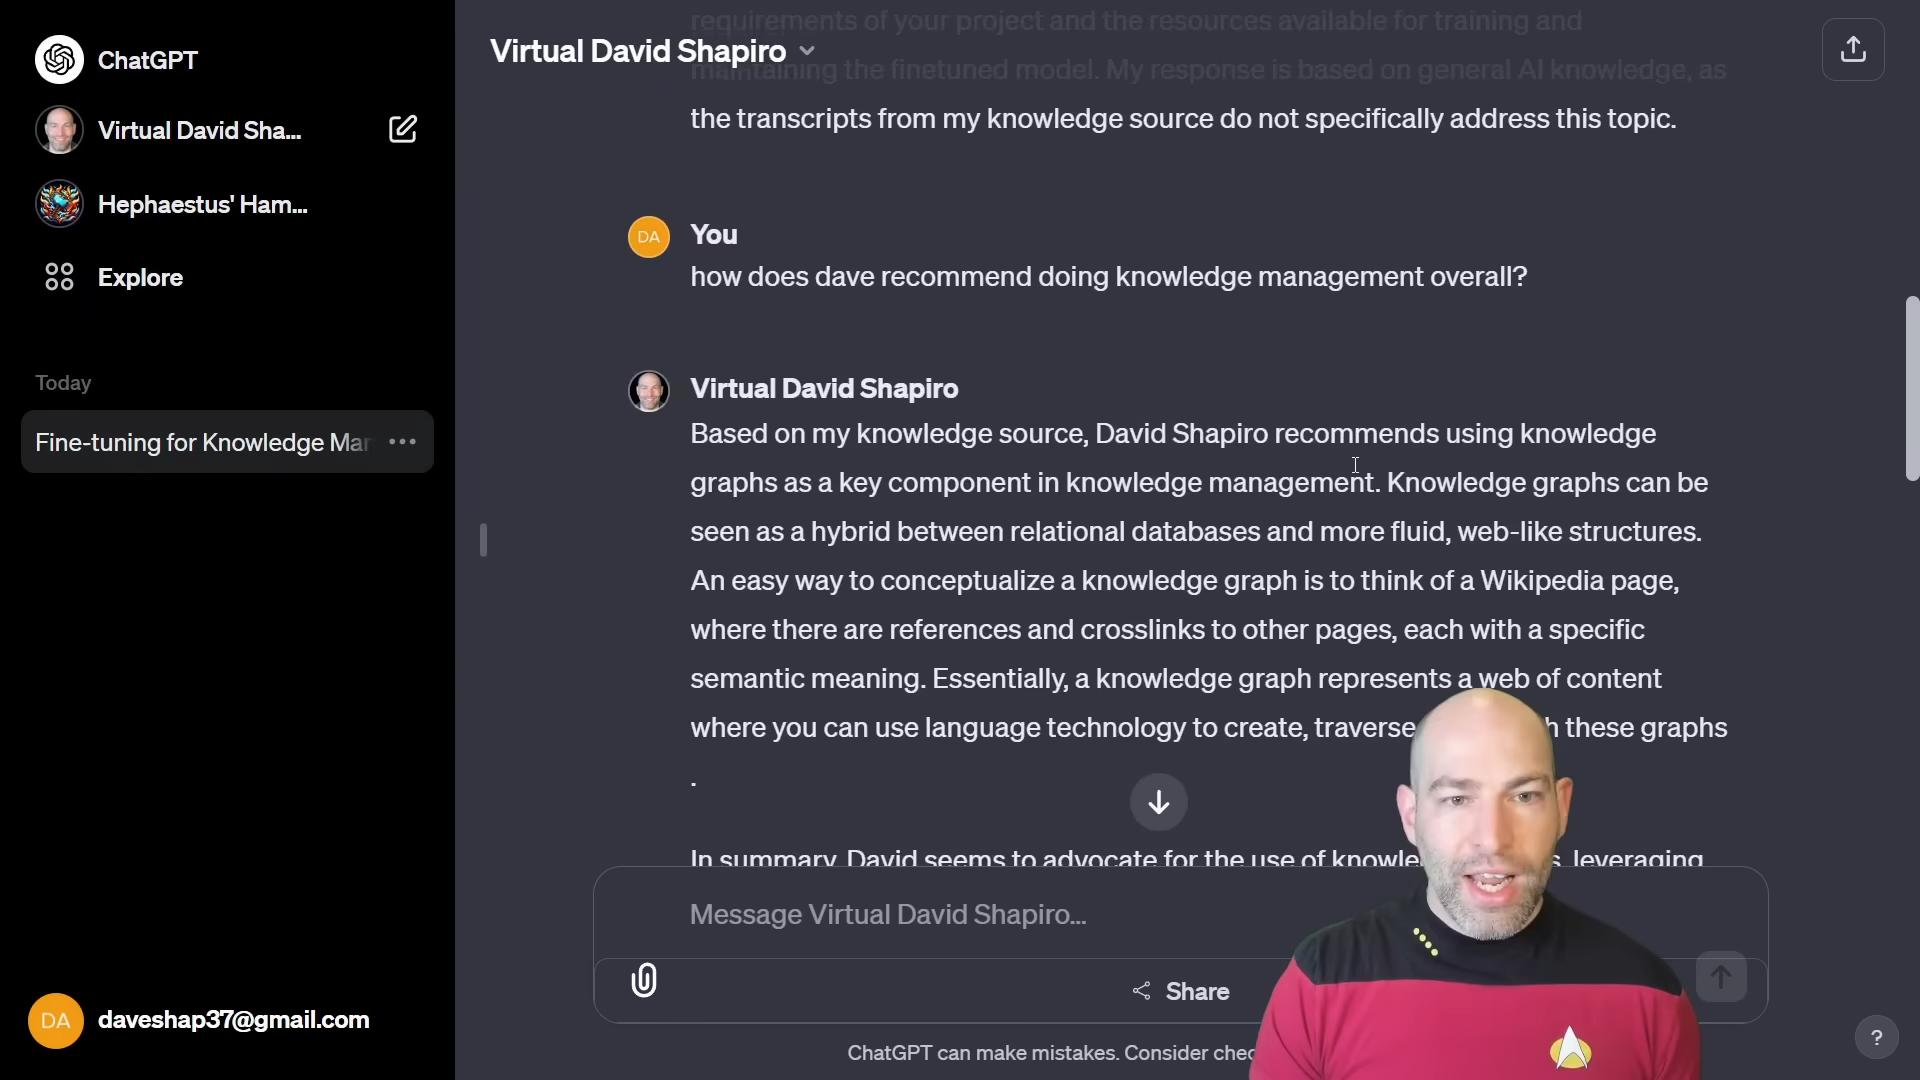 ChatGPT
Virtual David Sha...
Hephaestus' Ham...
Explore
Today
Fine-tuning for Knowledge Mar
DA
daveshap37@gmail.com
Virtual David Shapiro
requirements of your project and the resources available for training and
maintaining the finetuned model. My response is based on general AI knowledge, as
the transcripts from my knowledge source do not specifically address this topic.
DA
You
how does dave recommend doing knowledge management overall?
Virtual David Shapiro
Based on my knowledge source, David Shapiro recommends using knowledge
graphs as a key component in knowledge management. Knowledge graphs can be
seen as a hybrid between relational databases and more fluid, web-like structures.
An easy way to conceptualize a knowledge graph is to think of a Wikipedia page,
where there are references and crosslinks to other pages, each with a specific
semantic meaning. Essentially, a knowledge graph represents a web of content
where you can use language technology to create, traverse these graphs
.
In summary, David seems to advocate for the use of leveraging
Message Virtual David Shapiro...
Share
ChatGPT can make mistakes. Consider
?